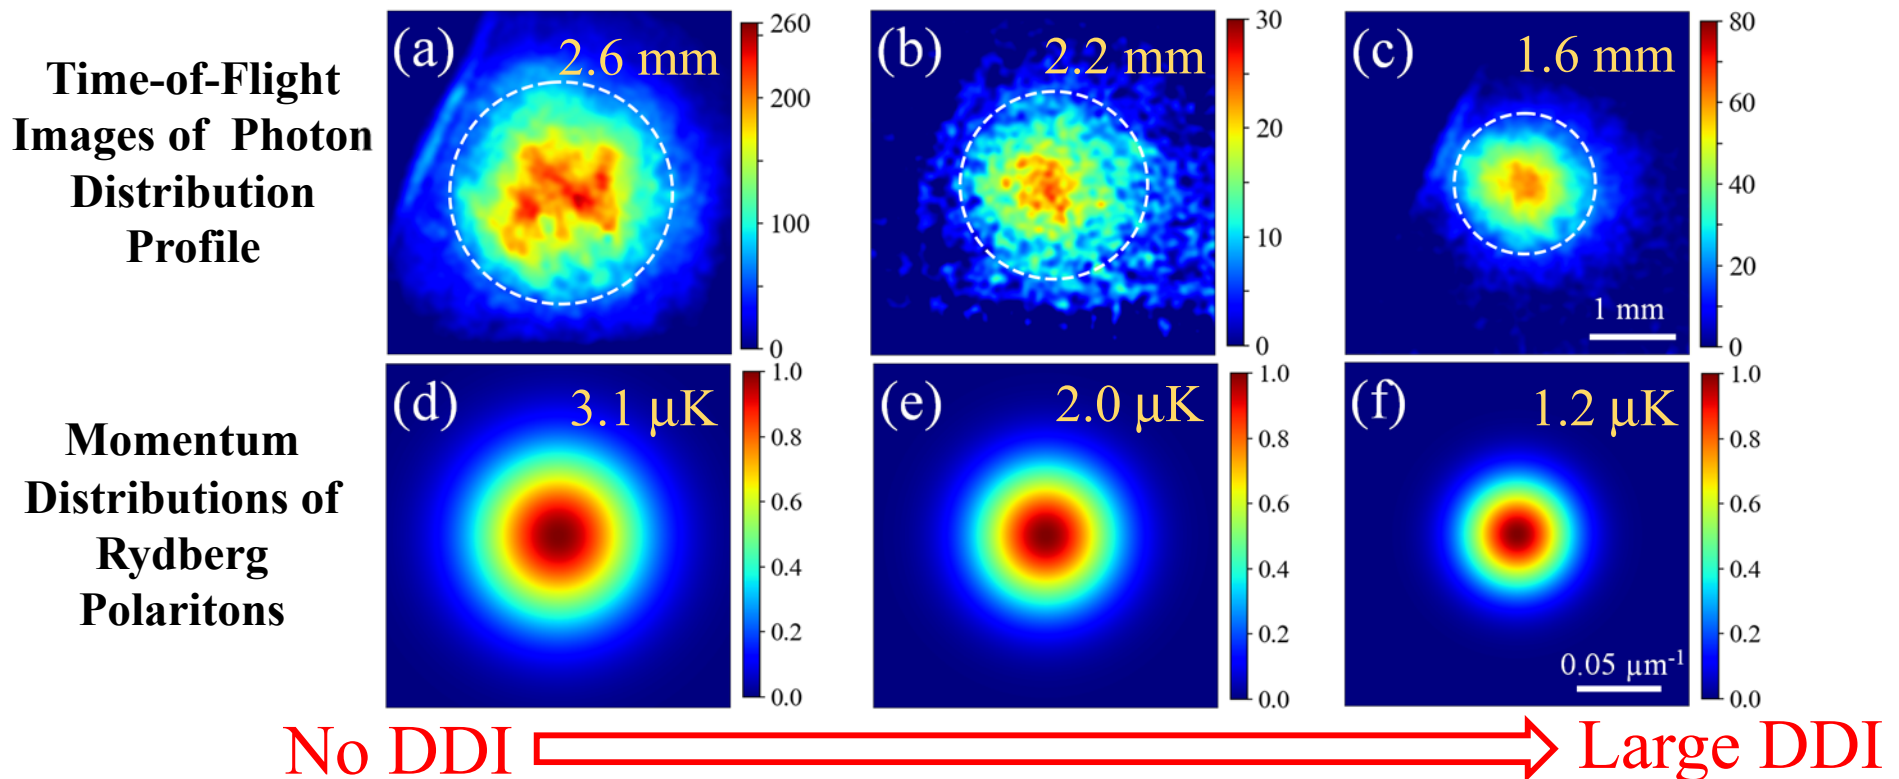 Time-of-Flight
Images of Photon
Distribution
Profile
(a)
2.6 mm
260
200
100
0
(b)
2.2 mm
30
20
10
0
(c)
1.6 mm
1 mm
80
60
40
20
0
Momentum
Distributions of
Rydberg
Polaritons
(d)
3.1 µK
1.0
0.8
0.6
0.4
0.2
0.0
(e)
2.0 µK
1.0
0.8
0.6
0.4
0.2
0.0
(f)
1.2 µK
0.05 µm⁻¹
1.0
0.8
0.6
0.4
0.2
0.0
No DDI
Large DDI